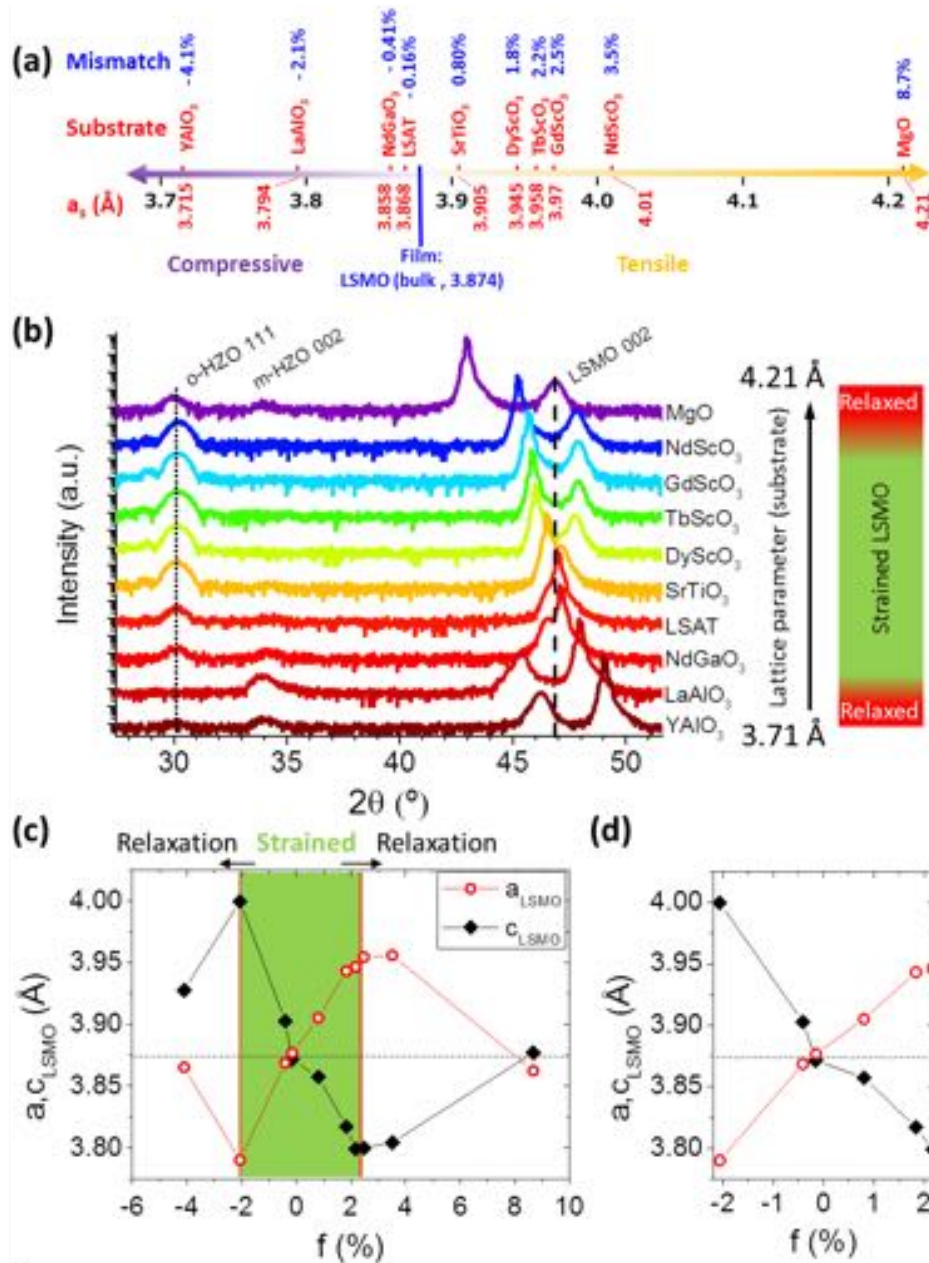 (a)
Mismatch
- 4.1%
- 2.1%
- 0.41%
- 0.16%
0.80%
1.8%
2.2%
2.5%
3.5%
8.7%
Substrate
YAlO₃
LaAlO₃
NdGaO₃
LSAT
SrTiO₃
DyScO₃
TbScO₃
GdScO₃
NdScO₃
MgO
3.7
3.8
3.9
4.0
4.1
4.2
aₛ (Å)
3.715
3.794
3.858
3.868
3.905
3.945
3.958
3.97
4.01
4.21
Compressive
Film:
LSMO (bulk , 3.874)
Tensile
(b)
o-HZO 111
m-HZO 002
LSMO 002
Intensity (a.u.)
MgO
NdScO₃
GdScO₃
TbScO₃
DyScO₃
SrTiO₃
LSAT
NdGaO₃
LaAlO₃
YAlO₃
30 35 40 45 50
2θ (°)
4.21 Å
Lattice parameter (substrate)
3.71 Å
Relaxed
Strained LSMO
Relaxed
(c)
Relaxation Strained Relaxation
a LSMO
c LSMO
a,c LSMO (Å)
4.00
3.95
3.90
3.85
3.80
-6 -4 -2 0 2 4 6 8 10
f (%)
(d)
a,c LSMO (Å)
4.00
3.95
3.90
3.85
3.80
-2 -1 0 1 2
f (%)